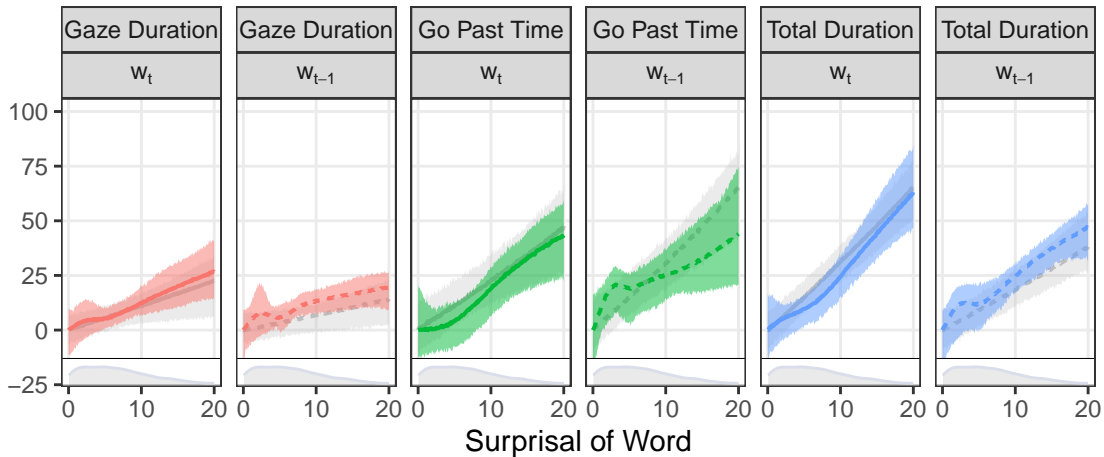 Gaze Duration Gaze Duration Go Past Time Go Past Time Total Duration Total Duration
wt wt−1 wt wt−1 wt wt−1
100
75
50
25
0
−25
0 10 20 0 10 20 0 10 20 0 10 20 0 10 20 0 10 20
Surprisal of Word